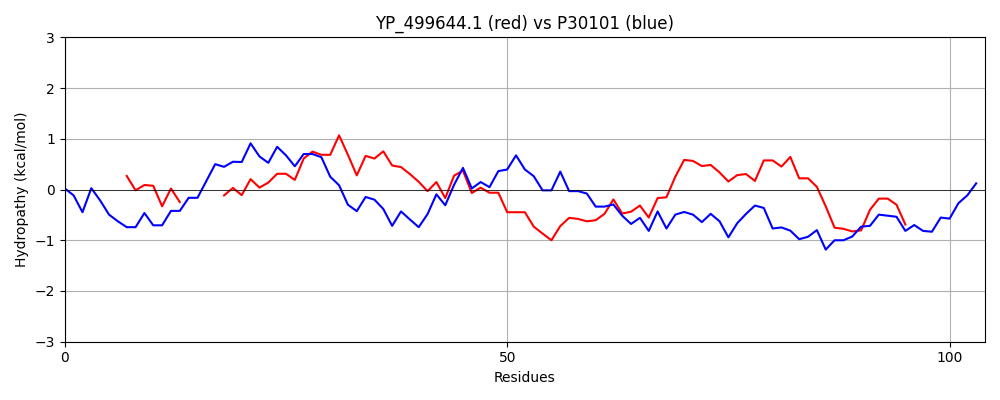 YP_499644.1 (red) vs P30101 (blue)
Hydropathy (kcal/mol)
3
2
1
0
−1
−2
−3
0 50 100
Residues